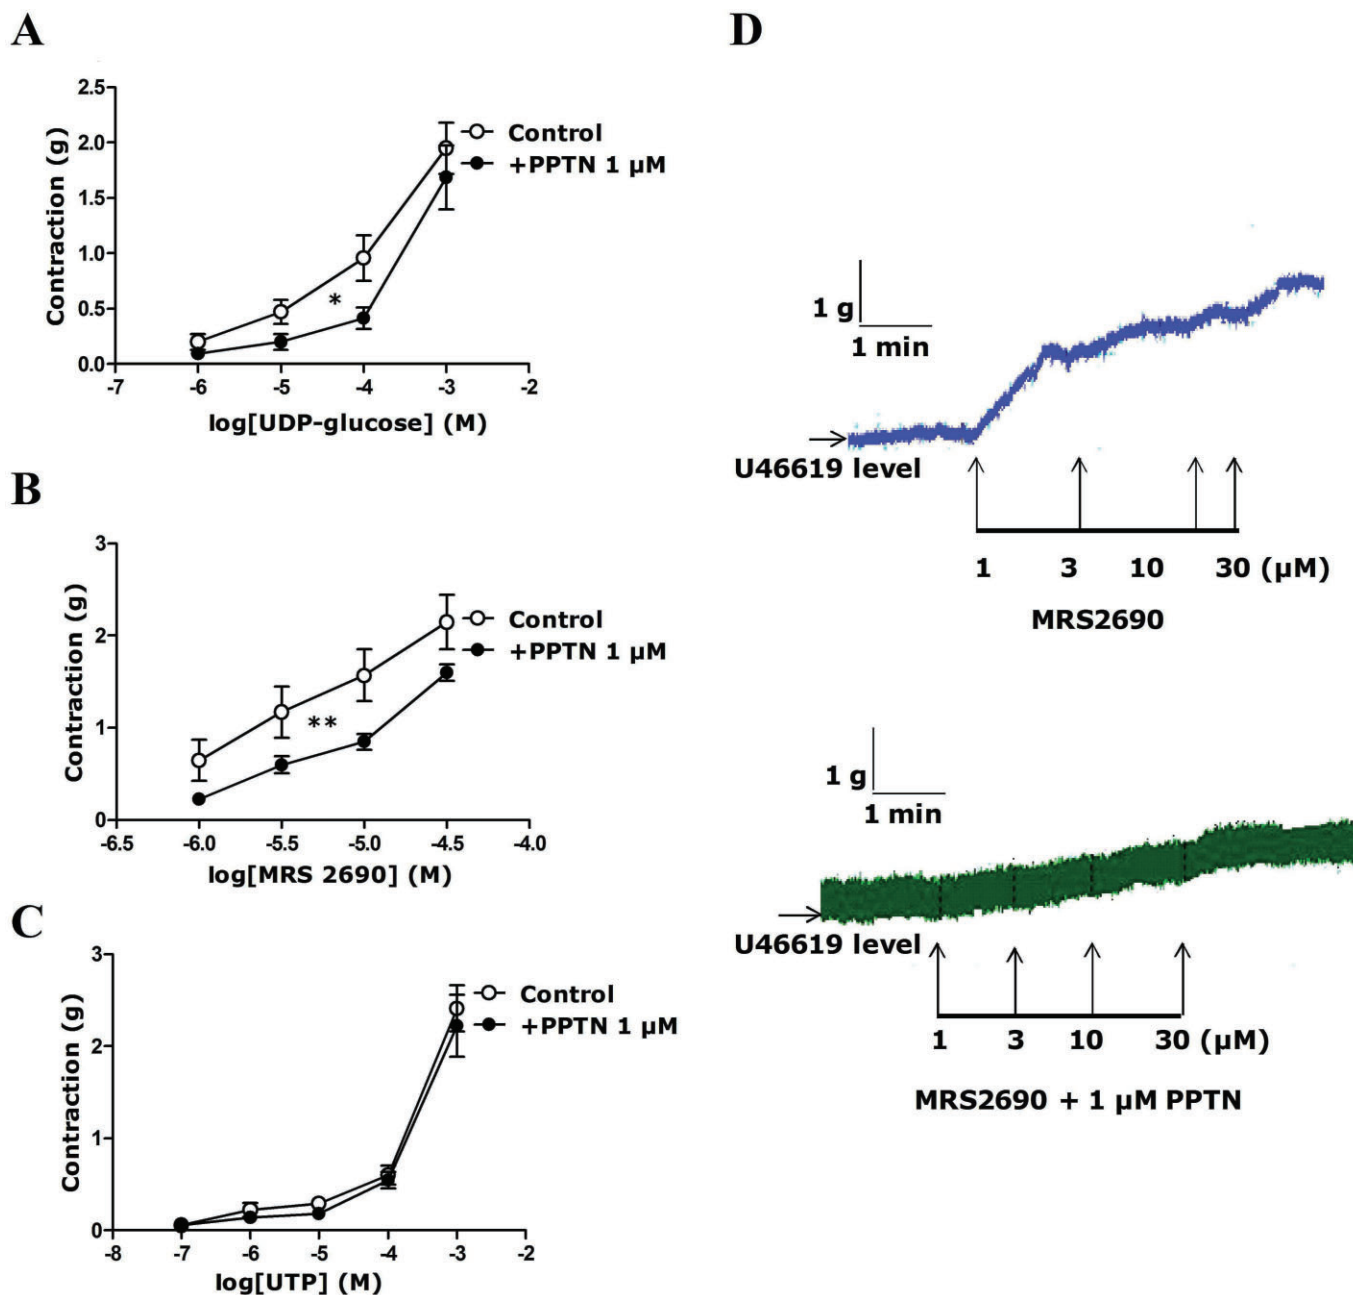 A
2.5
2.0
1.5
1.0
0.5
0.0
Contraction (g)
-7 -6 -5 -4 -3 -2
log[UDP-glucose] (M)
Control
+PPTN 1 µM
*
B
3
2
1
0
Contraction (g)
-6.5 -6.0 -5.5 -5.0 -4.5 -4.0
log[MRS 2690] (M)
Control
+PPTN 1 µM
**
C
3
2
1
0
Contraction (g)
-8 -7 -6 -5 -4 -3 -2
log[UTP] (M)
Control
+PPTN 1 µM
D
1 g
1 min
U46619 level
1 3 10 30 (µM)
MRS2690
1 g
1 min
U46619 level
1 3 10 30 (µM)
MRS2690 + 1 µM PPTN